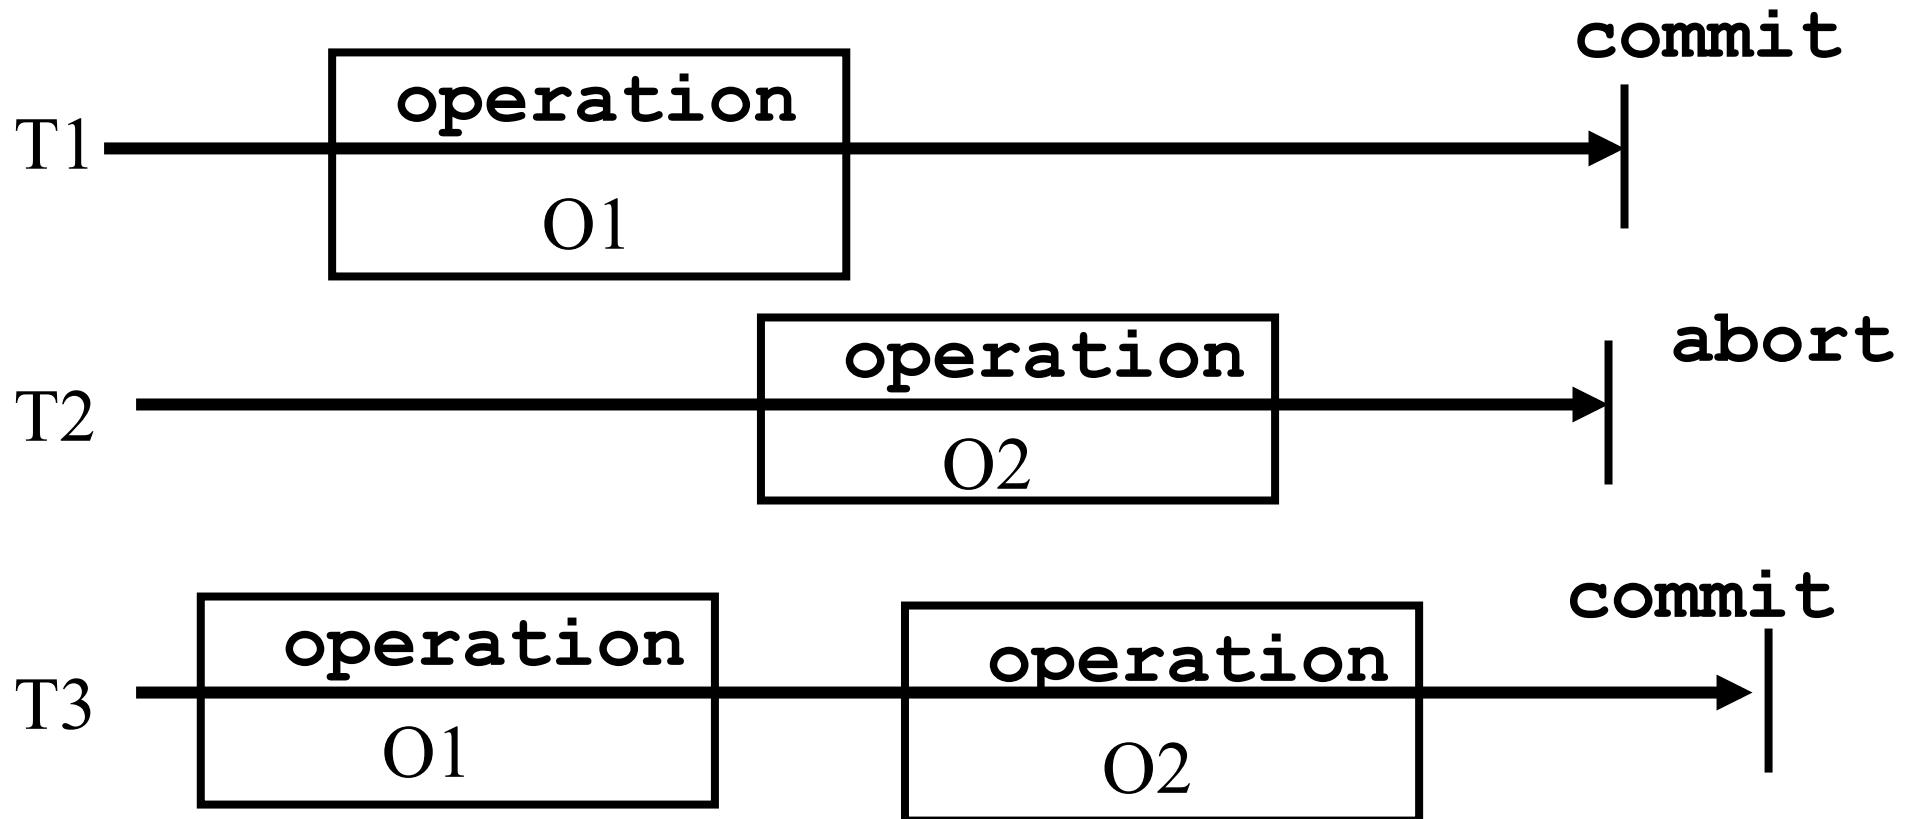 commit
operation
T1
O1
abort
operation
T2
O2
commit
operation operation
T3
O1 O2